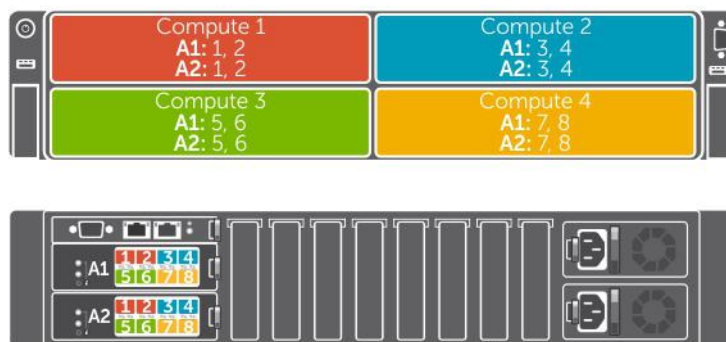 Compute 1
A1: 1, 2
A2: 1, 2
Compute 2
A1: 3, 4
A2: 3, 4
Compute 3
A1: 5, 6
A2: 5, 6
Compute 4
A1: 7, 8
A2: 7, 8
A1
1 2 3 4
5 6 7 8
A2
1 2 3 4
5 6 7 8